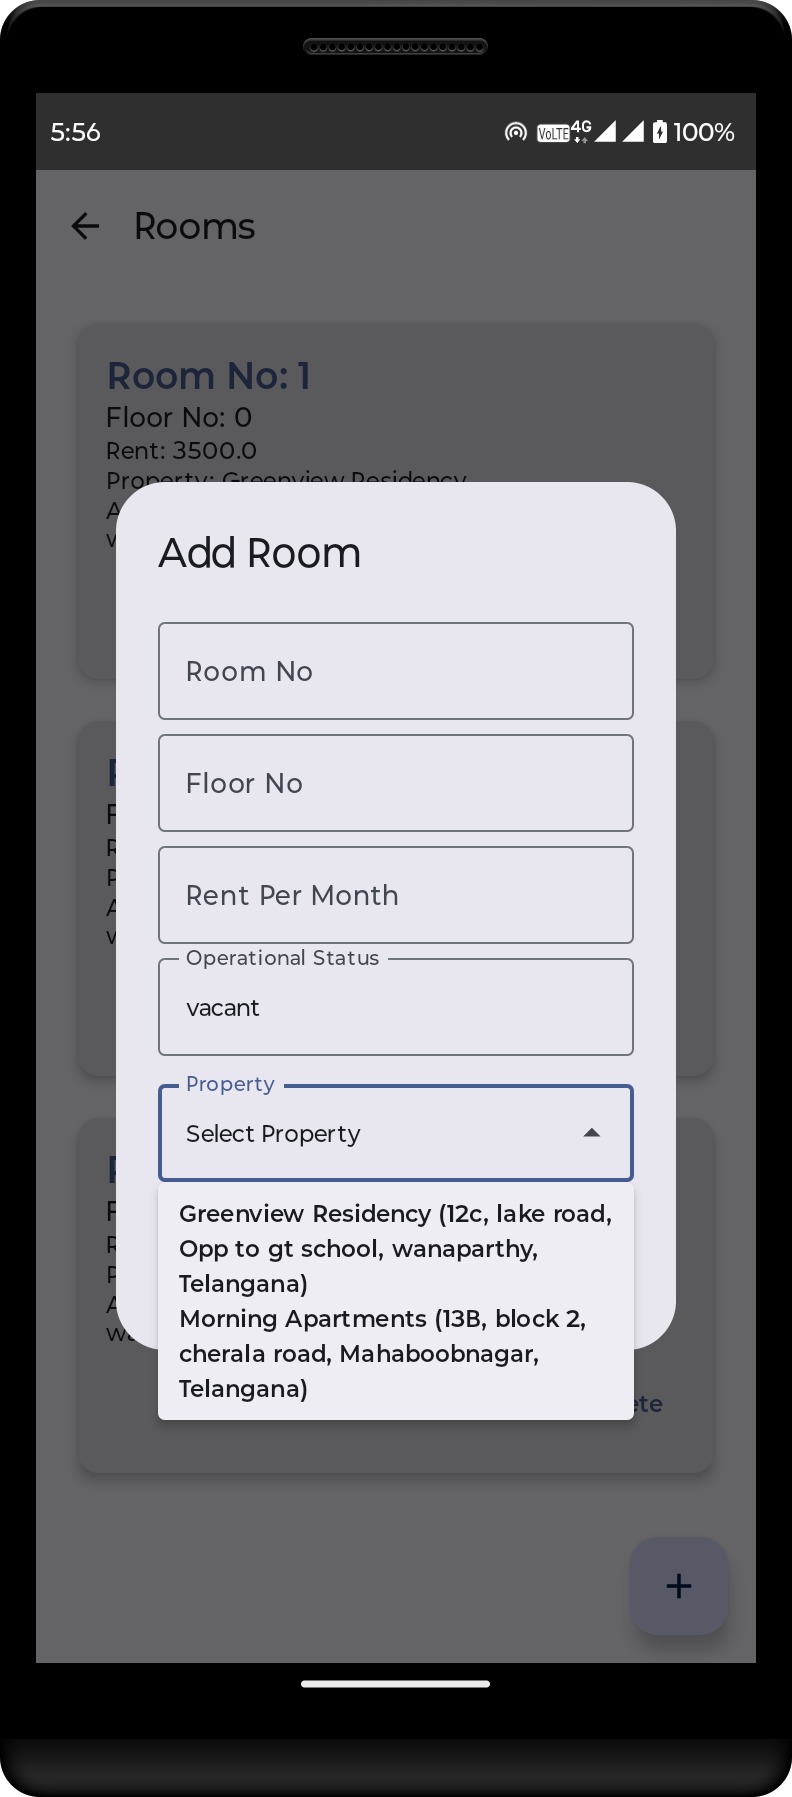 5:56
VoLTE 4G 100%
Rooms
Room No: 1
Floor No: 0
Rent: 3500.0
Property: Greenview Residency
Add Room
Room No
Floor No
Rent Per Month
Operational Status
vacant
Property
Select Property
Greenview Residency (12c, lake road,
Opp to gt school, wanaparthy,
Telangana)
Morning Apartments (13B, block 2,
cherala road, Mahaboobnagar,
Telangana)
+